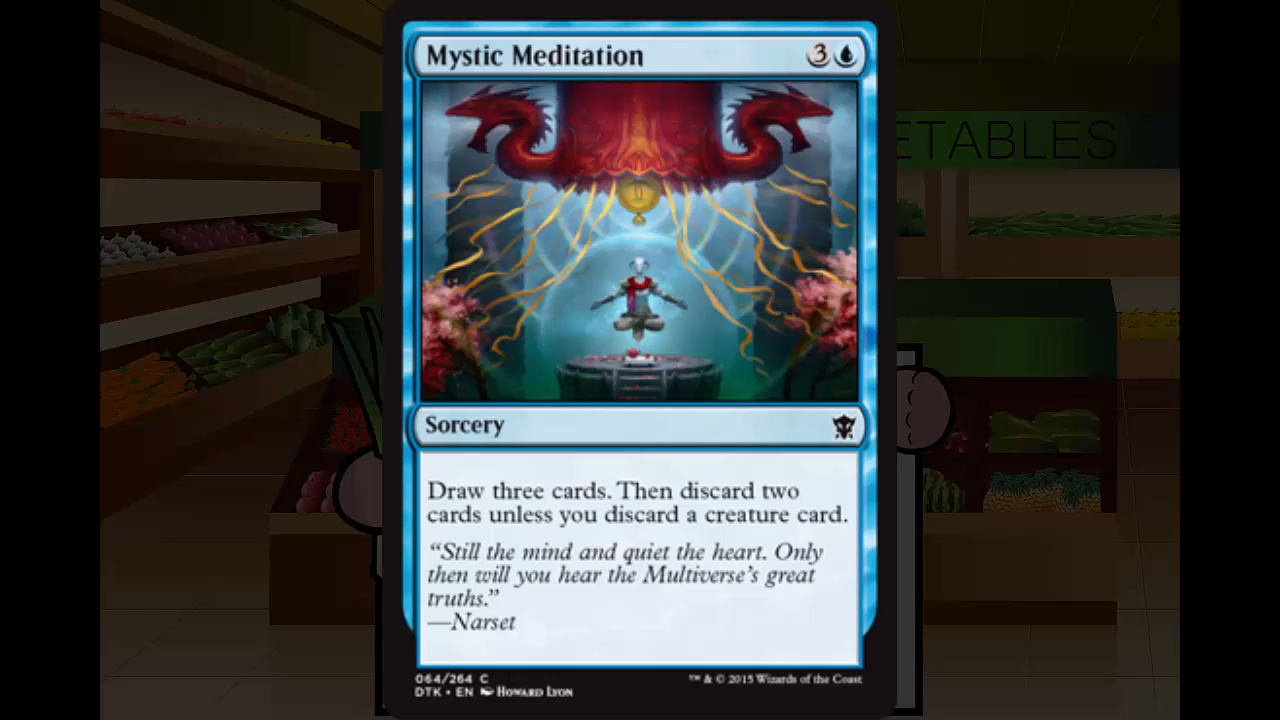 Mystic Meditation 3
ETABLES
Sorcery
Draw three cards. Then discard two
cards unless you discard a creature card.
“Still the mind and quiet the heart. Only
then will you hear the Multiverse’s great
truths.”
—Narset
064/264 C
DTK • EN Howard Lyon
™ & © 2015 Wizards of the Coast